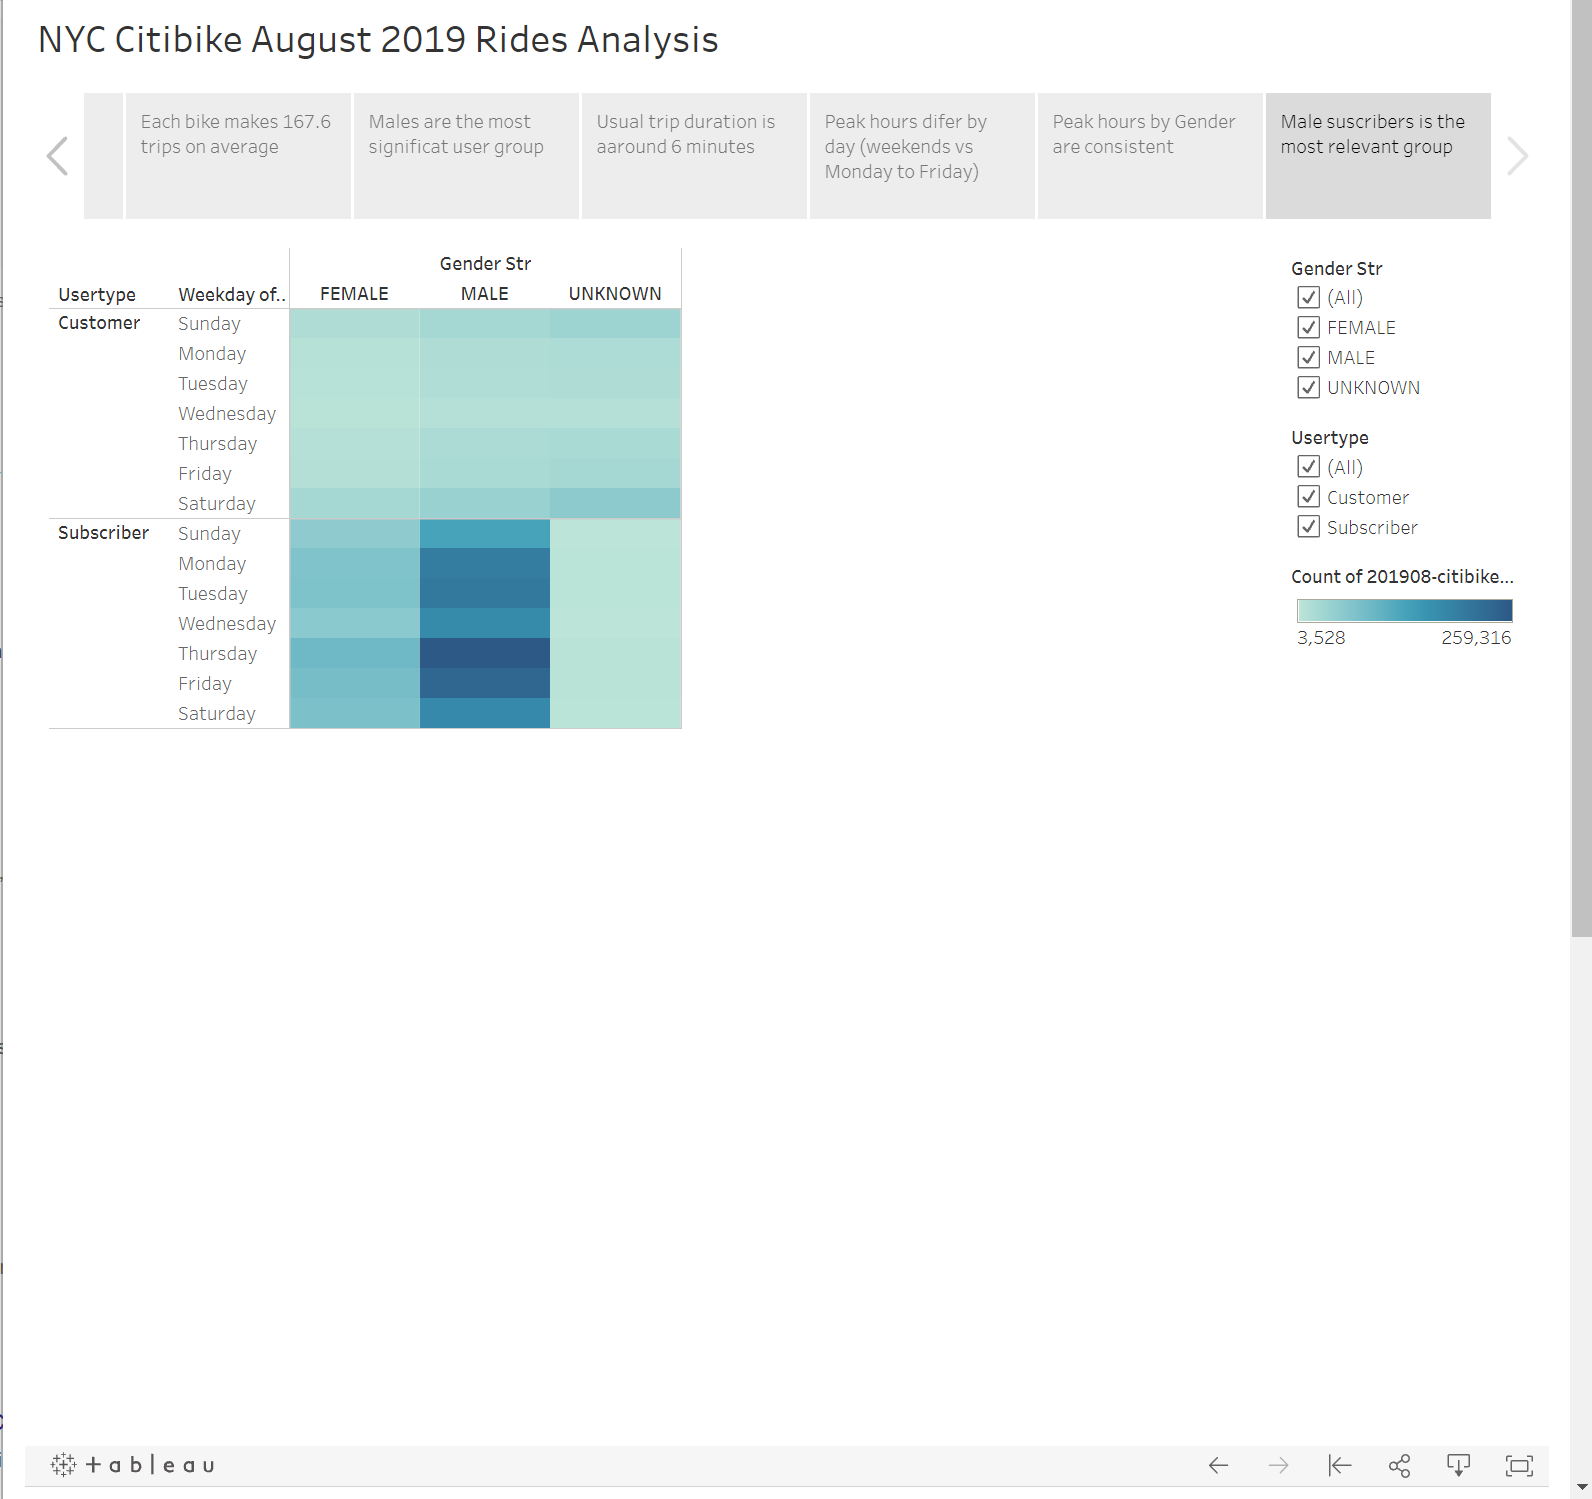 NYC Citibike August 2019 Rides Analysis
Each bike makes 167.6
trips on average
Males are the most
significat user group
Usual trip duration is
aaround 6 minutes
Peak hours difer by
day (weekends vs
Monday to Friday)
Peak hours by Gender
are consistent
Male suscribers is the
most relevant group
Gender Str
Usertype Weekday of.. FEMALE MALE UNKNOWN
Customer Sunday
Monday
Tuesday
Wednesday
Thursday
Friday
Saturday
Subscriber Sunday
Monday
Tuesday
Wednesday
Thursday
Friday
Saturday
Gender Str
(All)
FEMALE
MALE
UNKNOWN
Usertype
(All)
Customer
Subscriber
Count of 201908-citibike...
3,528 259,316
+ableau